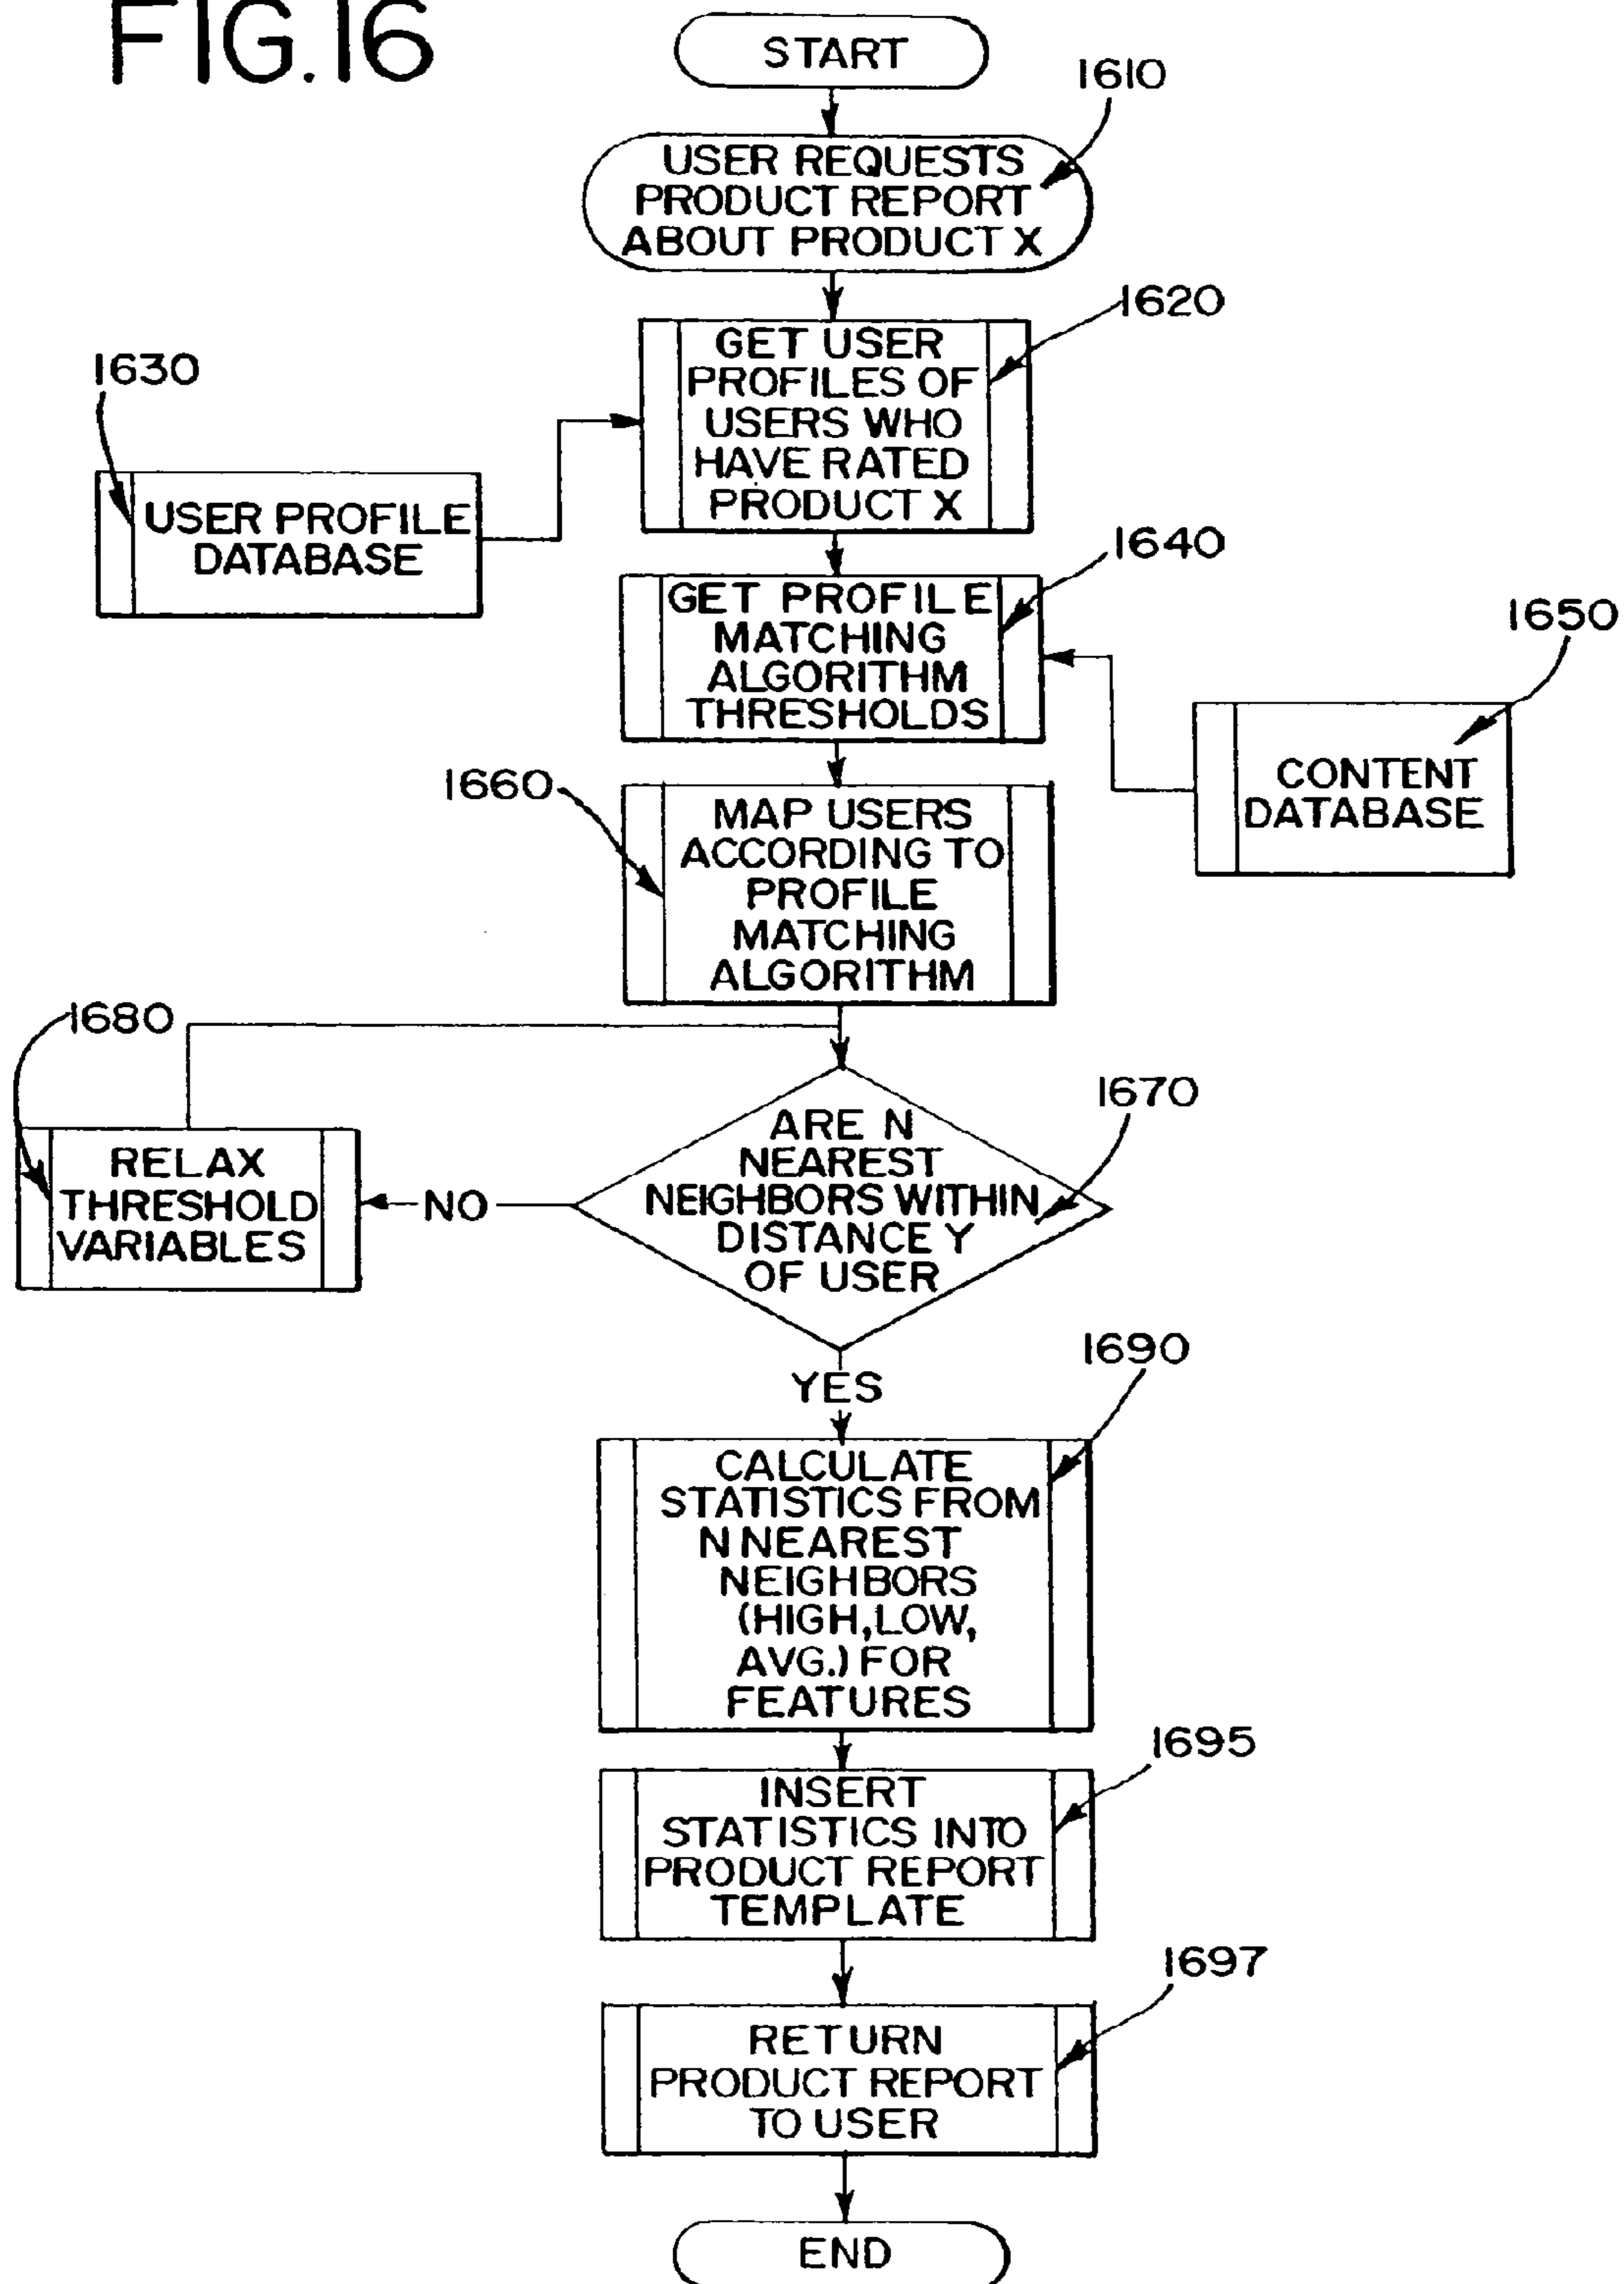 FIG.16
START
1610
USER REQUESTS
PRODUCT REPORT
ABOUT PRODUCT X
1620
GET USER
PROFILES OF
USERS WHO
HAVE RATED
PRODUCT X
1630
USER PROFILE
DATABASE
1640
GET PROFILE
MATCHING
ALGORITHM
THRESHOLDS
1650
CONTENT
DATABASE
1660
MAP USERS
ACCORDING TO
PROFILE
MATCHING
ALGORITHM
1680
RELAX
THRESHOLD
VARIABLES
NO
1670
ARE N
NEAREST
NEIGHBORS WITHIN
DISTANCE Y
OF USER
YES
1690
CALCULATE
STATISTICS FROM
N NEAREST
NEIGHBORS
(HIGH, LOW,
AVG.) FOR
FEATURES
1695
INSERT
STATISTICS INTO
PRODUCT REPORT
TEMPLATE
1697
RETURN
PRODUCT REPORT
TO USER
END